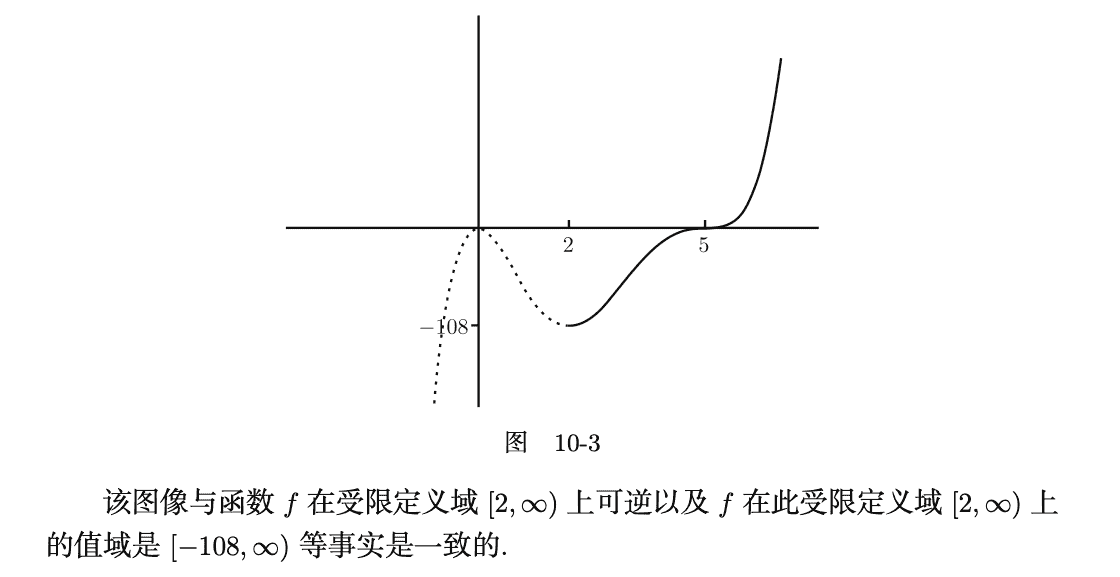 2
5
−108
图 10-3
该图像与函数 f 在受限定义域 [2, ∞) 上可逆以及 f 在此受限定义域 [2, ∞) 上
的值域是 [−108, ∞) 等事实是一致的.